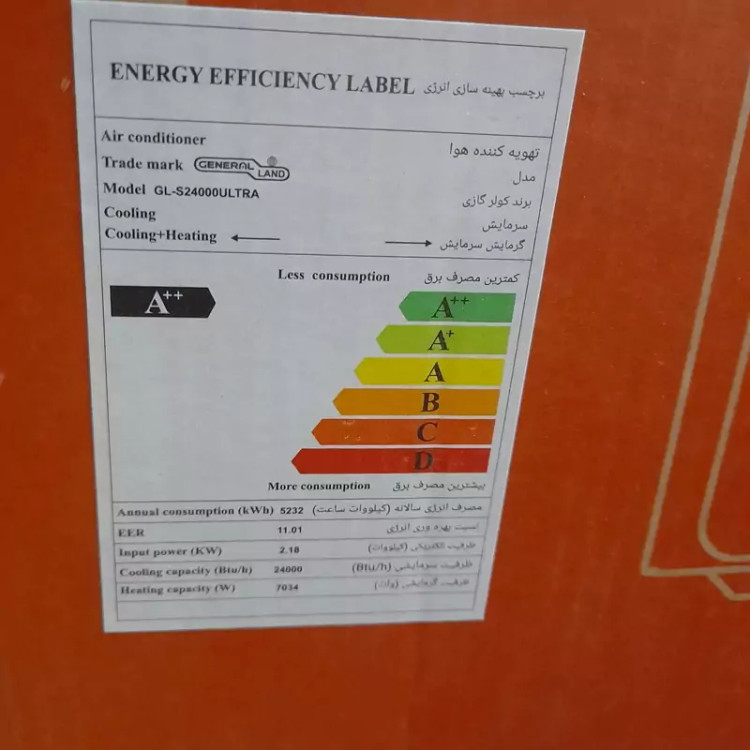 ENERGY EFFICIENCY LABEL برچسب بهینه سازی انرژی
Air conditioner تهویه کننده هوا
Trade mark GENERAL LAND ® مدل
Model GL-S24000ULTRA برند کولر گازی
Cooling سرمایش
Cooling+Heating گرمایش سرمایش
Less consumption کمترین مصرف برق
A++ A++
A+
A
B
C
D
More consumption بیشترین مصرف برق
Annual consumption (kWh) 5232 مصرف انرژی سالانه (کیلووات ساعت)
EER 11.01 نسبت بهره وری انرژی
Input power (KW) 2.18 ظرفیت الکتریکی (کیلووات)
Cooling capacity (Btu/h) 24000 ظرفیت سرمایشی (Btu/h)
Heating capacity (W) 7034 ظرفیت گرمایشی (وات)